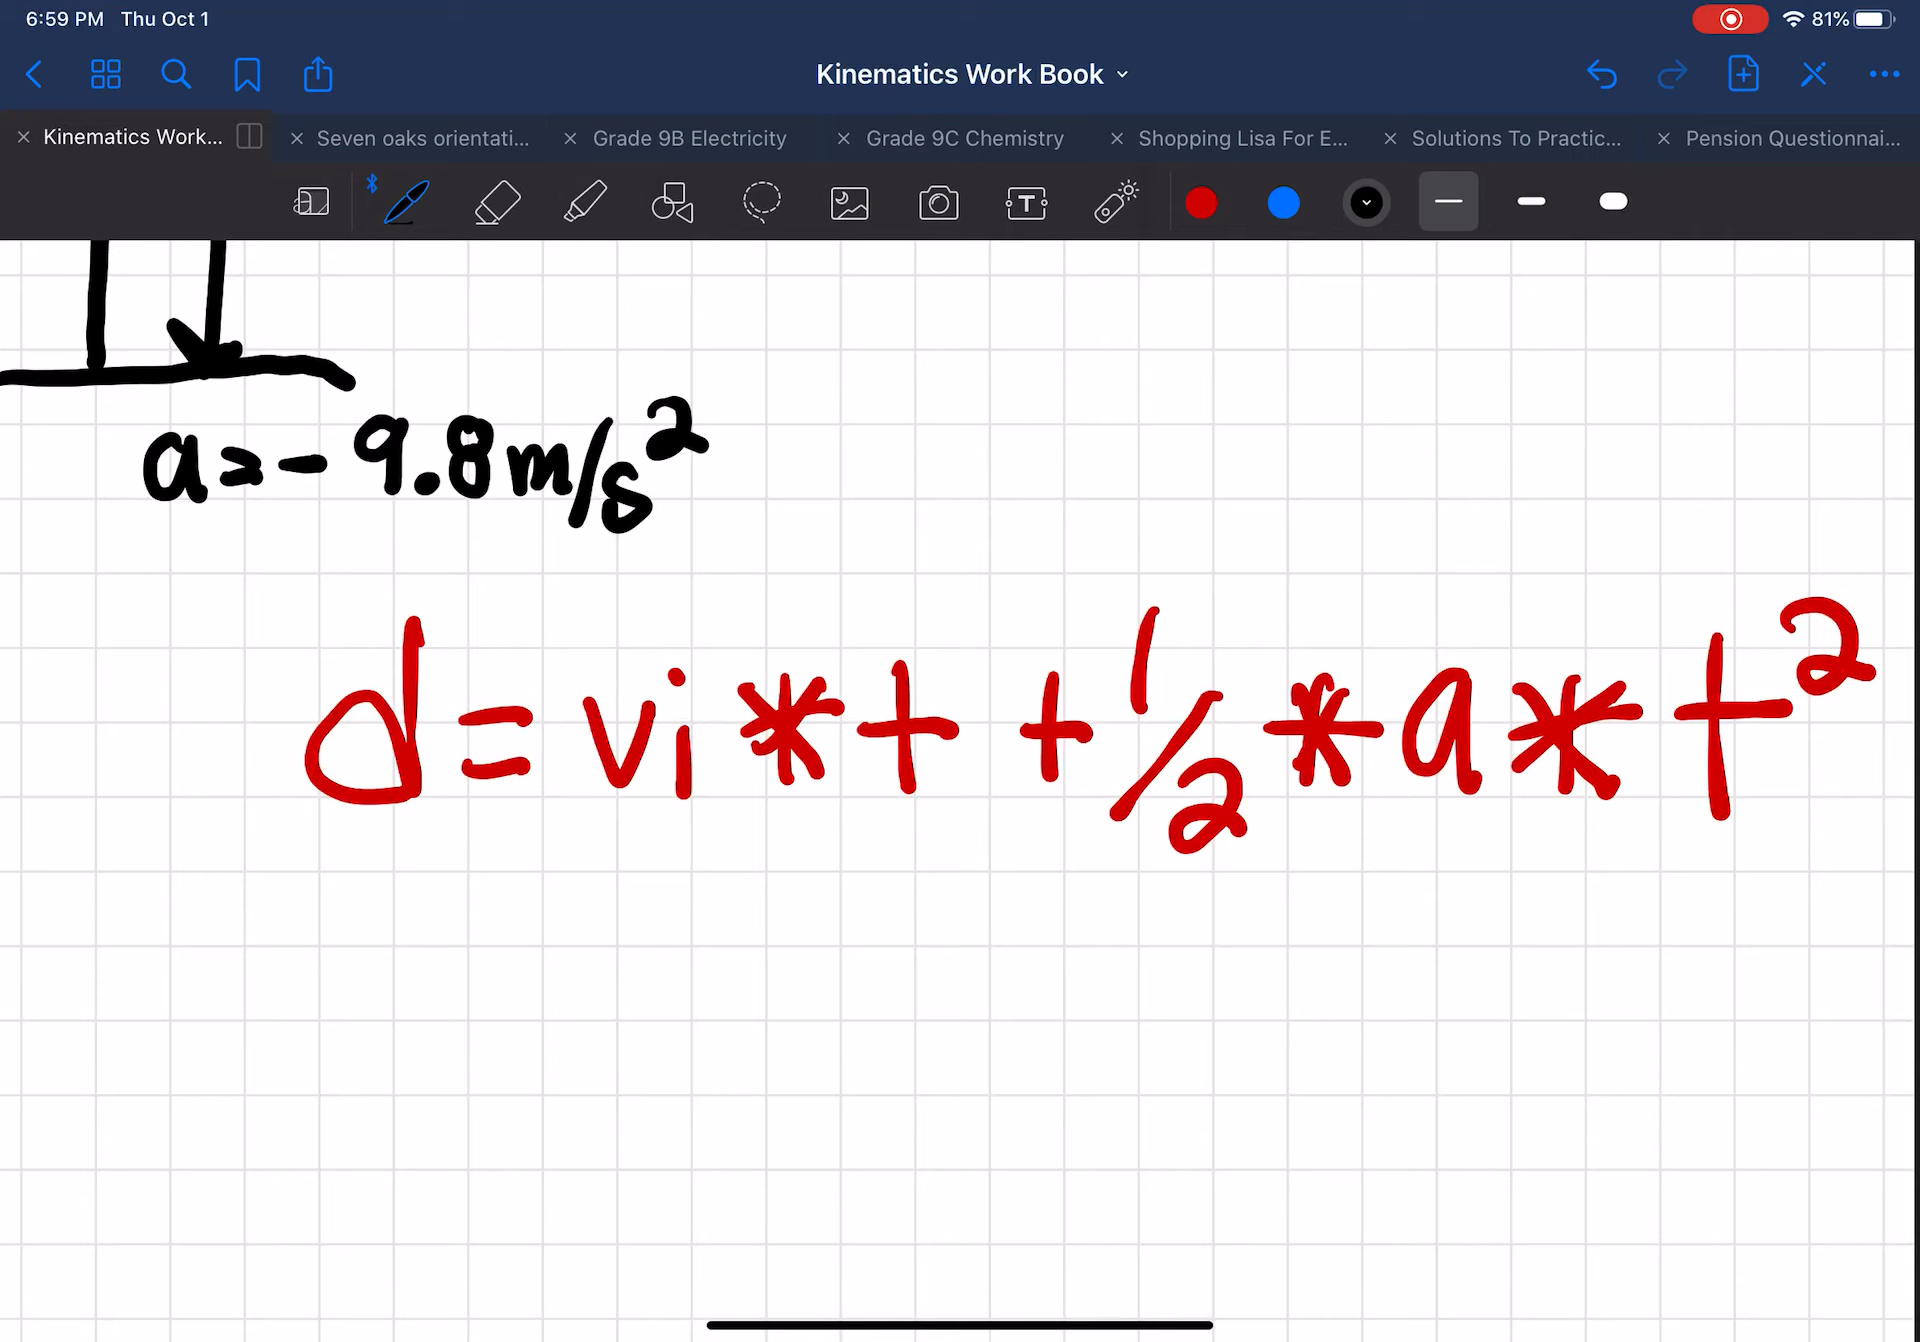 6:59 PM Thu Oct 1 81%
Kinematics Work Book
Kinematics Work... Seven oaks orientati... Grade 9B Electricity Grade 9C Chemistry Shopping Lisa For E... Solutions To Practic... Pension Questionnai...
a=-9.8m/s²
d=vi*t+½*a*t²